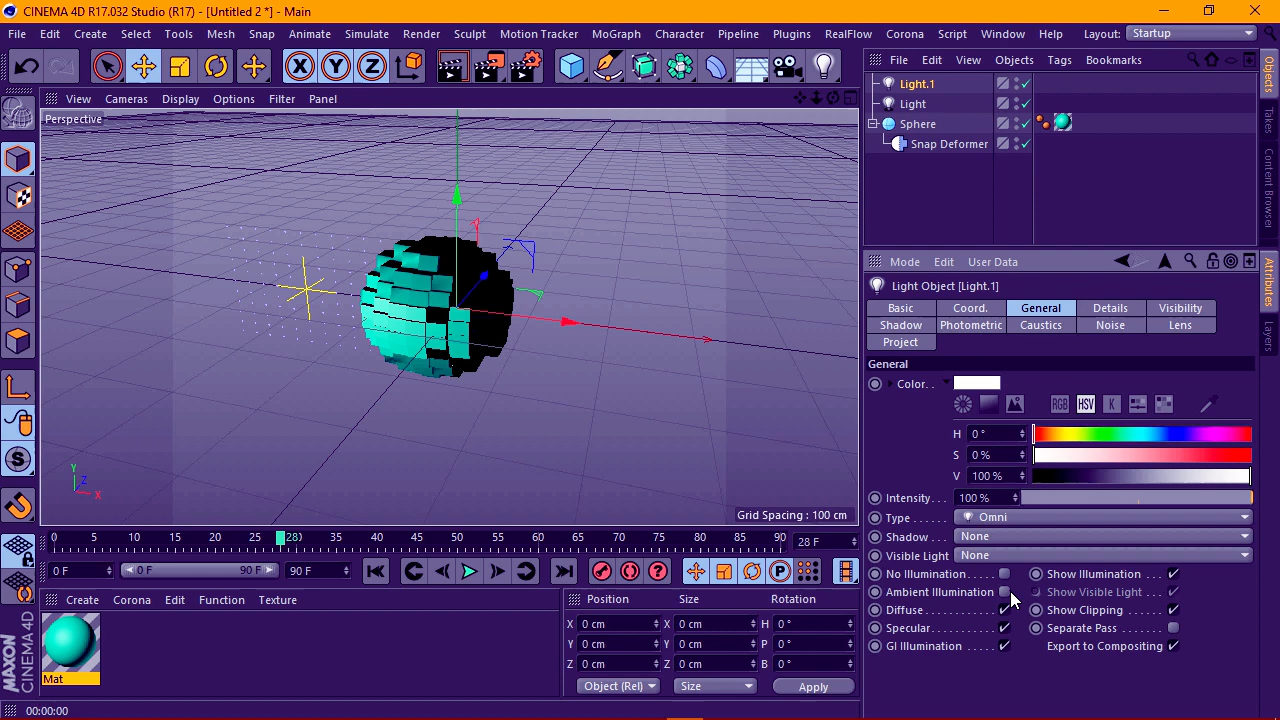 CINEMA 4D R17.032 Studio (R17) - [Untitled 2 *] - Main
File Edit Create Select Tools Mesh Snap Animate Simulate Render Sculpt Motion Tracker MoGraph Character Pipeline Plugins RealFlow Corona Script Window Help Layout: Startup
X Y Z
File Edit View Objects Tags Bookmarks
View Cameras Display Options Filter Panel
Perspective
Light.1
Light
Sphere
Snap Deformer
Objects
Takes
Content Browser
Attributes
Layers
Mode Edit User Data
Light Object [Light.1]
Basic Coord. General Details Visibility
Shadow Photometric Caustics Noise Lens
Project
General
Color. .
RGB HSV K
H 0 °
S 0 %
V 100 %
Intensity. . . 100 %
Type . . . . . . Omni
Shadow . . . None
Visible Light None
No Illumination. . . . Show Illumination . . .
Ambient Illumination Show Visible Light . . .
Diffuse . . . . . . . . . . Show Clipping . . . .
Specular. . . . . . . . . Separate Pass . . . . .
GI Illumination . . . . . Export to Compositing
Y
Z
X
Grid Spacing : 100 cm
0 5 10 15 20 25 28 35 40 45 50 55 60 65 70 75 80 85 90 28 F
0 F 0 F 90 F 90 F
P
S
Create Corona Edit Function Texture
Mat
Position Size Rotation
X 0 cm X 0 cm H 0 °
Y 0 cm Y 0 cm P 0 °
Z 0 cm Z 0 cm B 0 °
Object (Rel) Size Apply
MAXON
CINEMA 4D
00:00:00